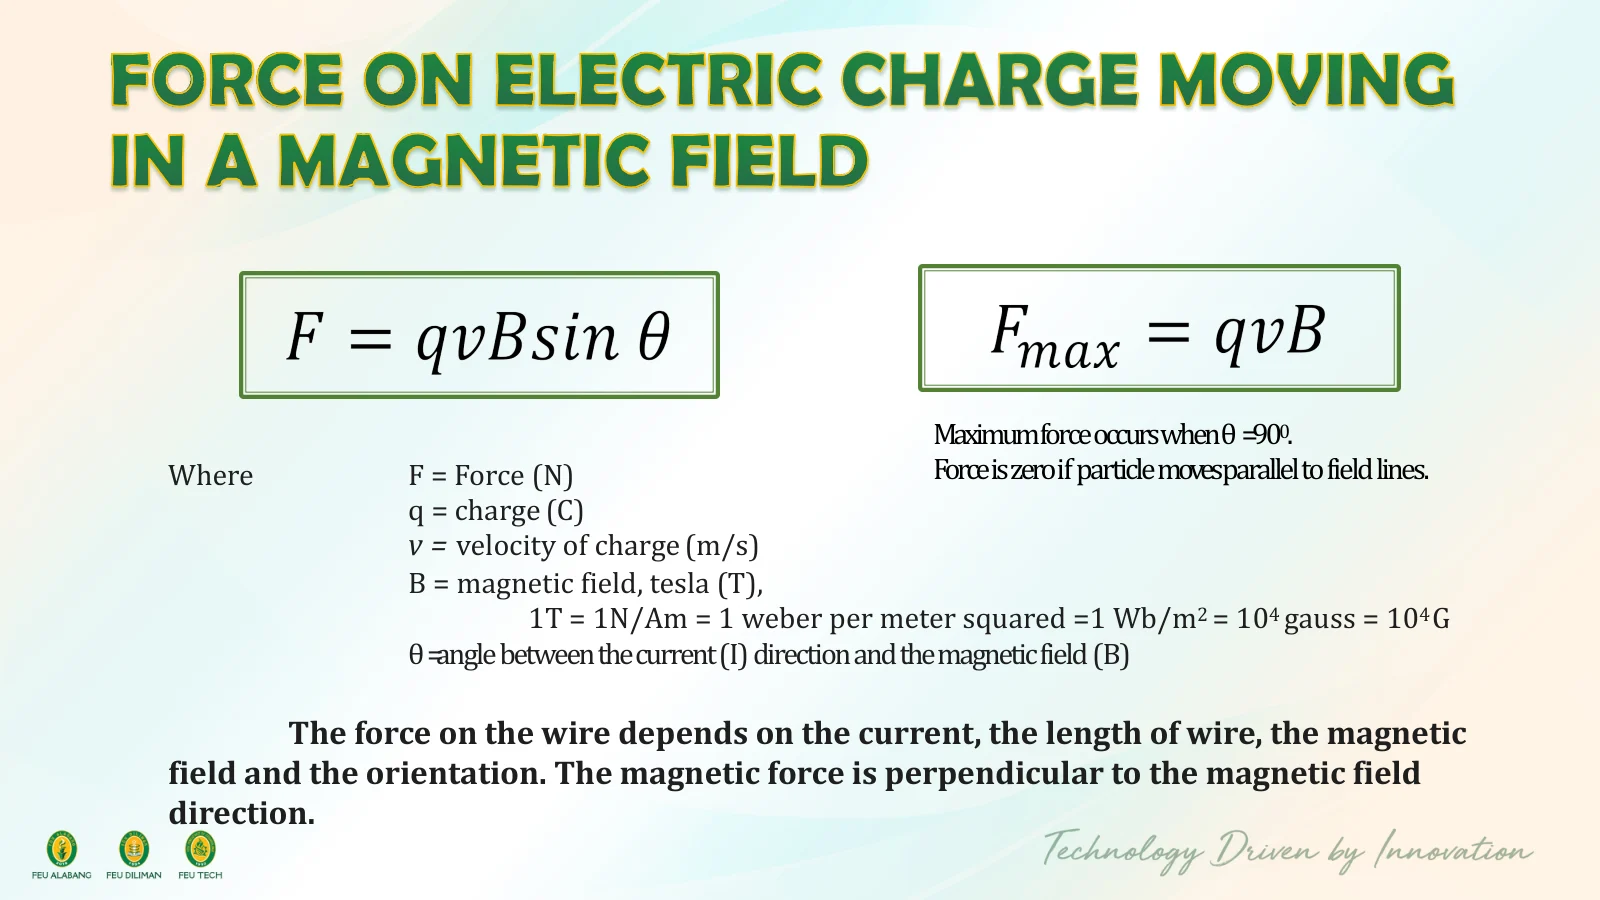 FORCE ON ELECTRIC CHARGE MOVING
IN A MAGNETIC FIELD
F = qvBsin θ
F_max = qvB
Maximum force occurs when θ =90⁰.
Force is zero if particle moves parallel to field lines.
Where F = Force (N)
q = charge (C)
v = velocity of charge (m/s)
B = magnetic field, tesla (T),
1T = 1N/Am = 1 weber per meter squared =1 Wb/m² = 10⁴ gauss = 10⁴ G
θ =angle between the current (I) direction and the magnetic field (B)
The force on the wire depends on the current, the length of wire, the magnetic
field and the orientation. The magnetic force is perpendicular to the magnetic field
direction.
FEU ALABANG FEU DILIMAN FEU TECH
Technology Driven by Innovation